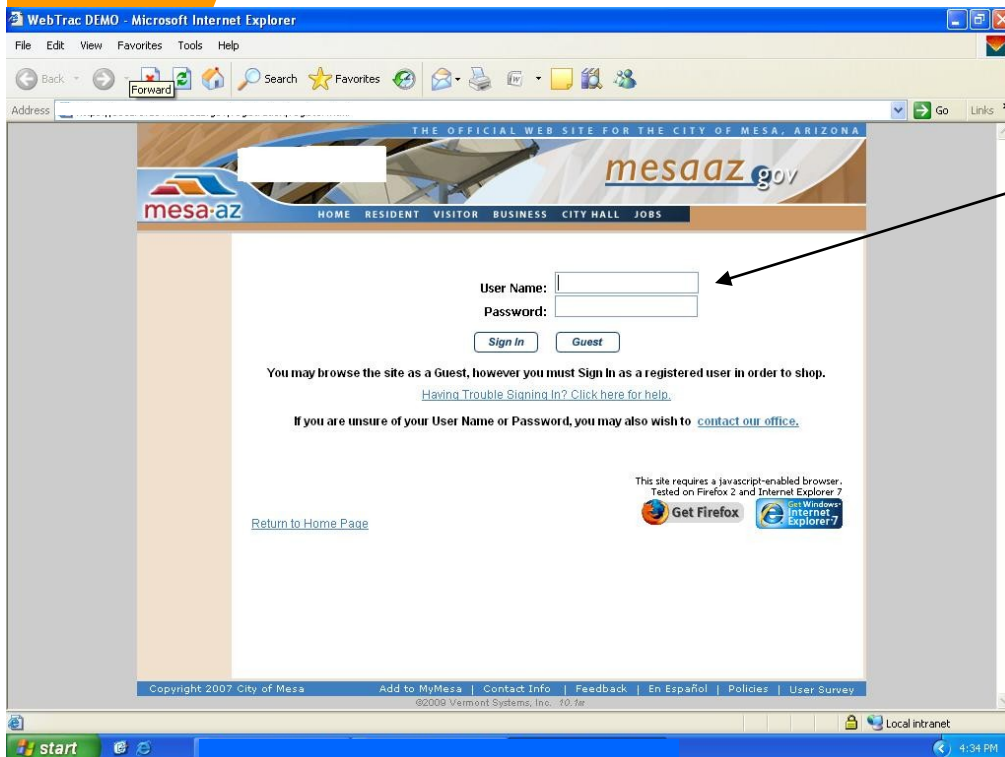 WebTrac DEMO - Microsoft Internet Explorer
File Edit View Favorites Tools Help
Back Search Favorites
Forward
Address Go Links
THE OFFICIAL WEB SITE FOR THE CITY OF MESA, ARIZONA
mesaaz gov
mesa·az
HOME RESIDENT VISITOR BUSINESS CITY HALL JOBS
User Name:
Password:
Sign In Guest
You may browse the site as a Guest, however you must Sign In as a registered user in order to shop.
Having Trouble Signing In? Click here for help.
If you are unsure of your User Name or Password, you may also wish to contact our office.
This site requires a javascript-enabled browser.
Tested on Firefox 2 and Internet Explorer 7
Get Firefox
Get Windows
Internet
Explorer 7
Return to Home Page
Copyright 2007 City of Mesa Add to MyMesa | Contact Info | Feedback | En Español | Policies | User Survey
©2009 Vermont Systems, Inc.
Local intranet
start 4:34 PM